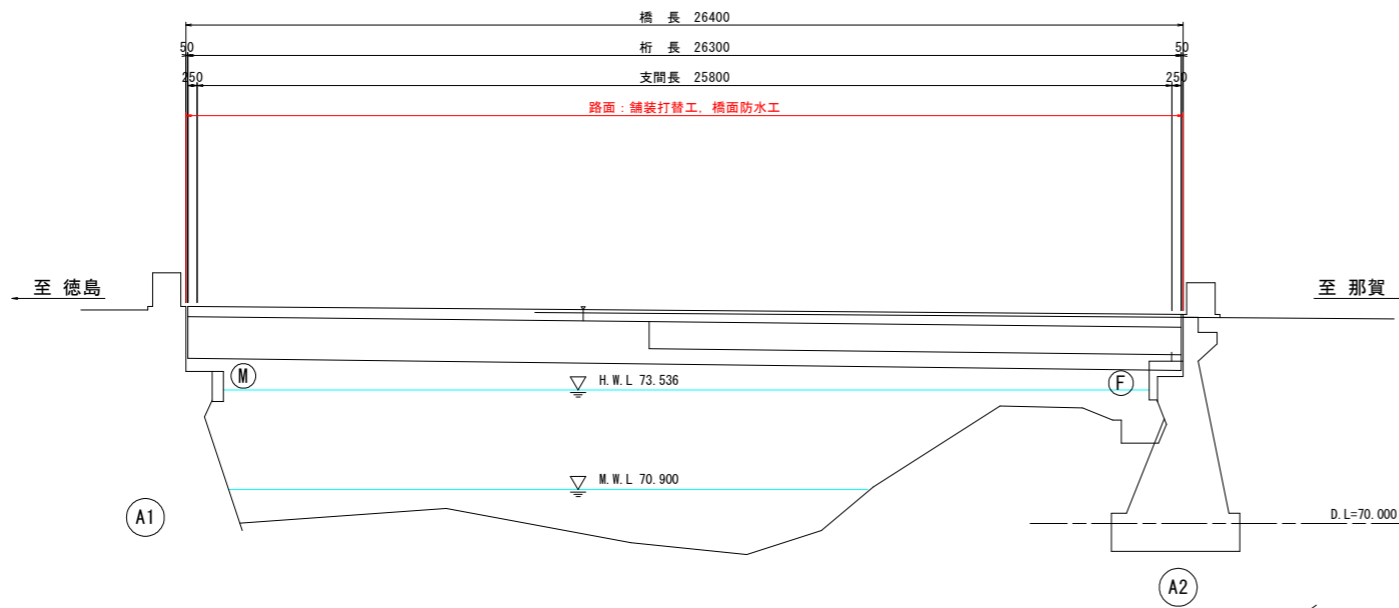 橋 長 26400
50 桁 長 26300 50
250 支間長 25800 250
路面：舗装打替工，橋面防水工
至 徳島
至 那賀
M
H.W.L 73.536
F
M.W.L 70.900
A1
D.L=70.000
A2